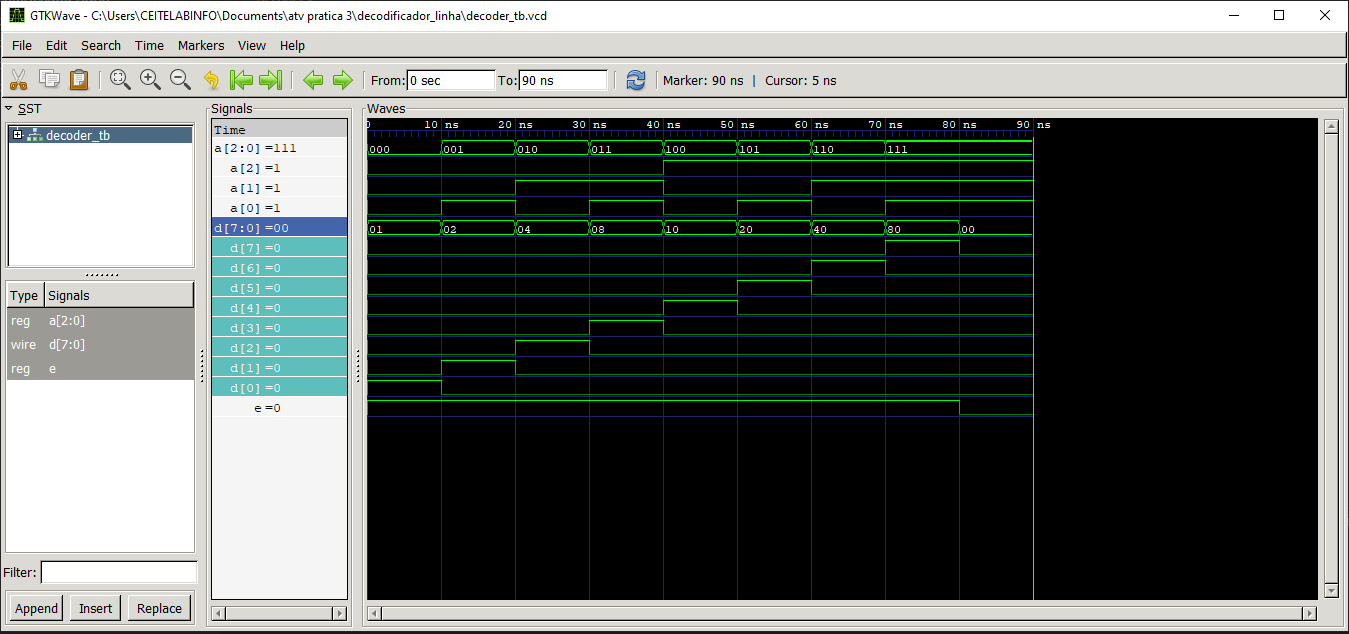 GTKWave - C:\Users\CEITELABINFO\Documents\atv pratica 3\decodificador_linha\decoder_tb.vcd
File Edit Search Time Markers View Help
From: 0 sec To: 90 ns Marker: 90 ns | Cursor: 5 ns
SST
decoder_tb
Type Signals
reg a[2:0]
wire d[7:0]
reg e
Filter:
Append Insert Replace
Signals
Time
a[2:0] =111
a[2] =1
a[1] =1
a[0] =1
d[7:0] =00
d[7] =0
d[6] =0
d[5] =0
d[4] =0
d[3] =0
d[2] =0
d[1] =0
d[0] =0
e =0
Waves
0 10 ns 20 ns 30 ns 40 ns 50 ns 60 ns 70 ns 80 ns 90 ns
000 001 010 011 100 101 110 111
01 02 04 08 10 20 40 80 00